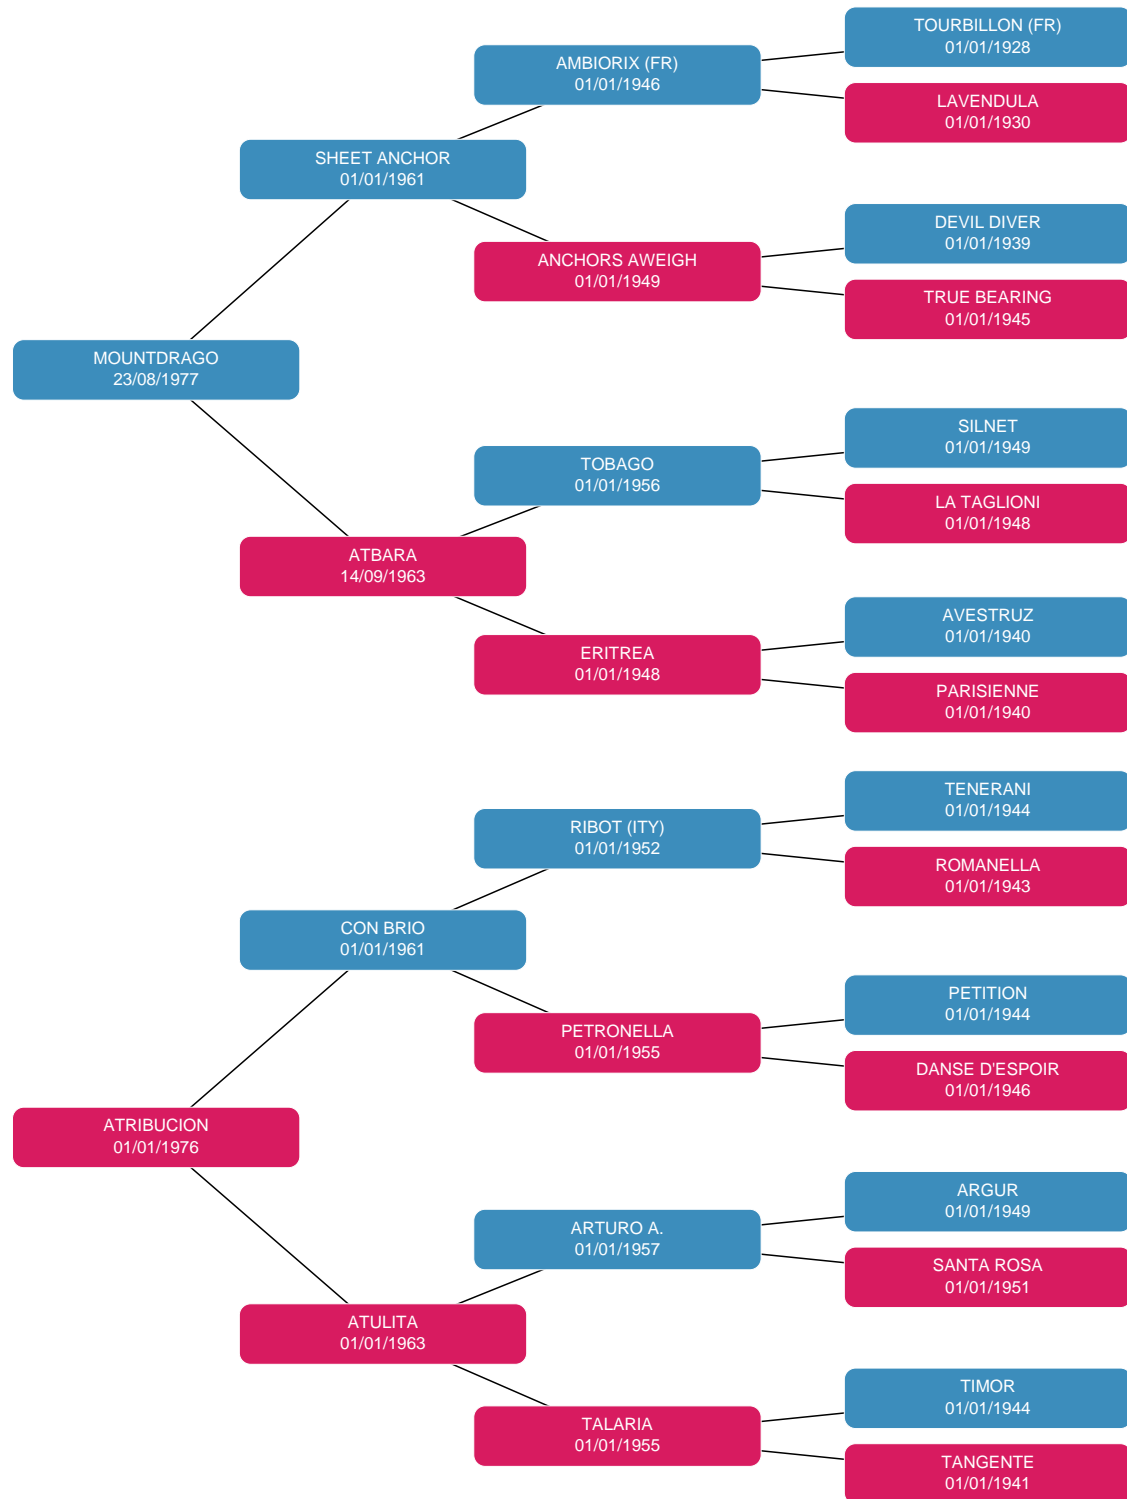 TOURBILLON (FR)
01/01/1928
AMBIORIX (FR)
01/01/1946
LAVENDULA
01/01/1930
SHEET ANCHOR
01/01/1961
DEVIL DIVER
01/01/1939
ANCHORS AWEIGH
01/01/1949
TRUE BEARING
01/01/1945
MOUNTDRAGO
23/08/1977
SILNET
01/01/1949
TOBAGO
01/01/1956
LA TAGLIONI
01/01/1948
ATBARA
14/09/1963
AVESTRUZ
01/01/1940
ERITREA
01/01/1948
PARISIENNE
01/01/1940
TENERANI
01/01/1944
RIBOT (ITY)
01/01/1952
ROMANELLA
01/01/1943
CON BRIO
01/01/1961
PETITION
01/01/1944
PETRONELLA
01/01/1955
DANSE D'ESPOIR
01/01/1946
ATRIBUCION
01/01/1976
ARGUR
01/01/1949
ARTURO A.
01/01/1957
SANTA ROSA
01/01/1951
ATULITA
01/01/1963
TIMOR
01/01/1944
TALARIA
01/01/1955
TANGENTE
01/01/1941